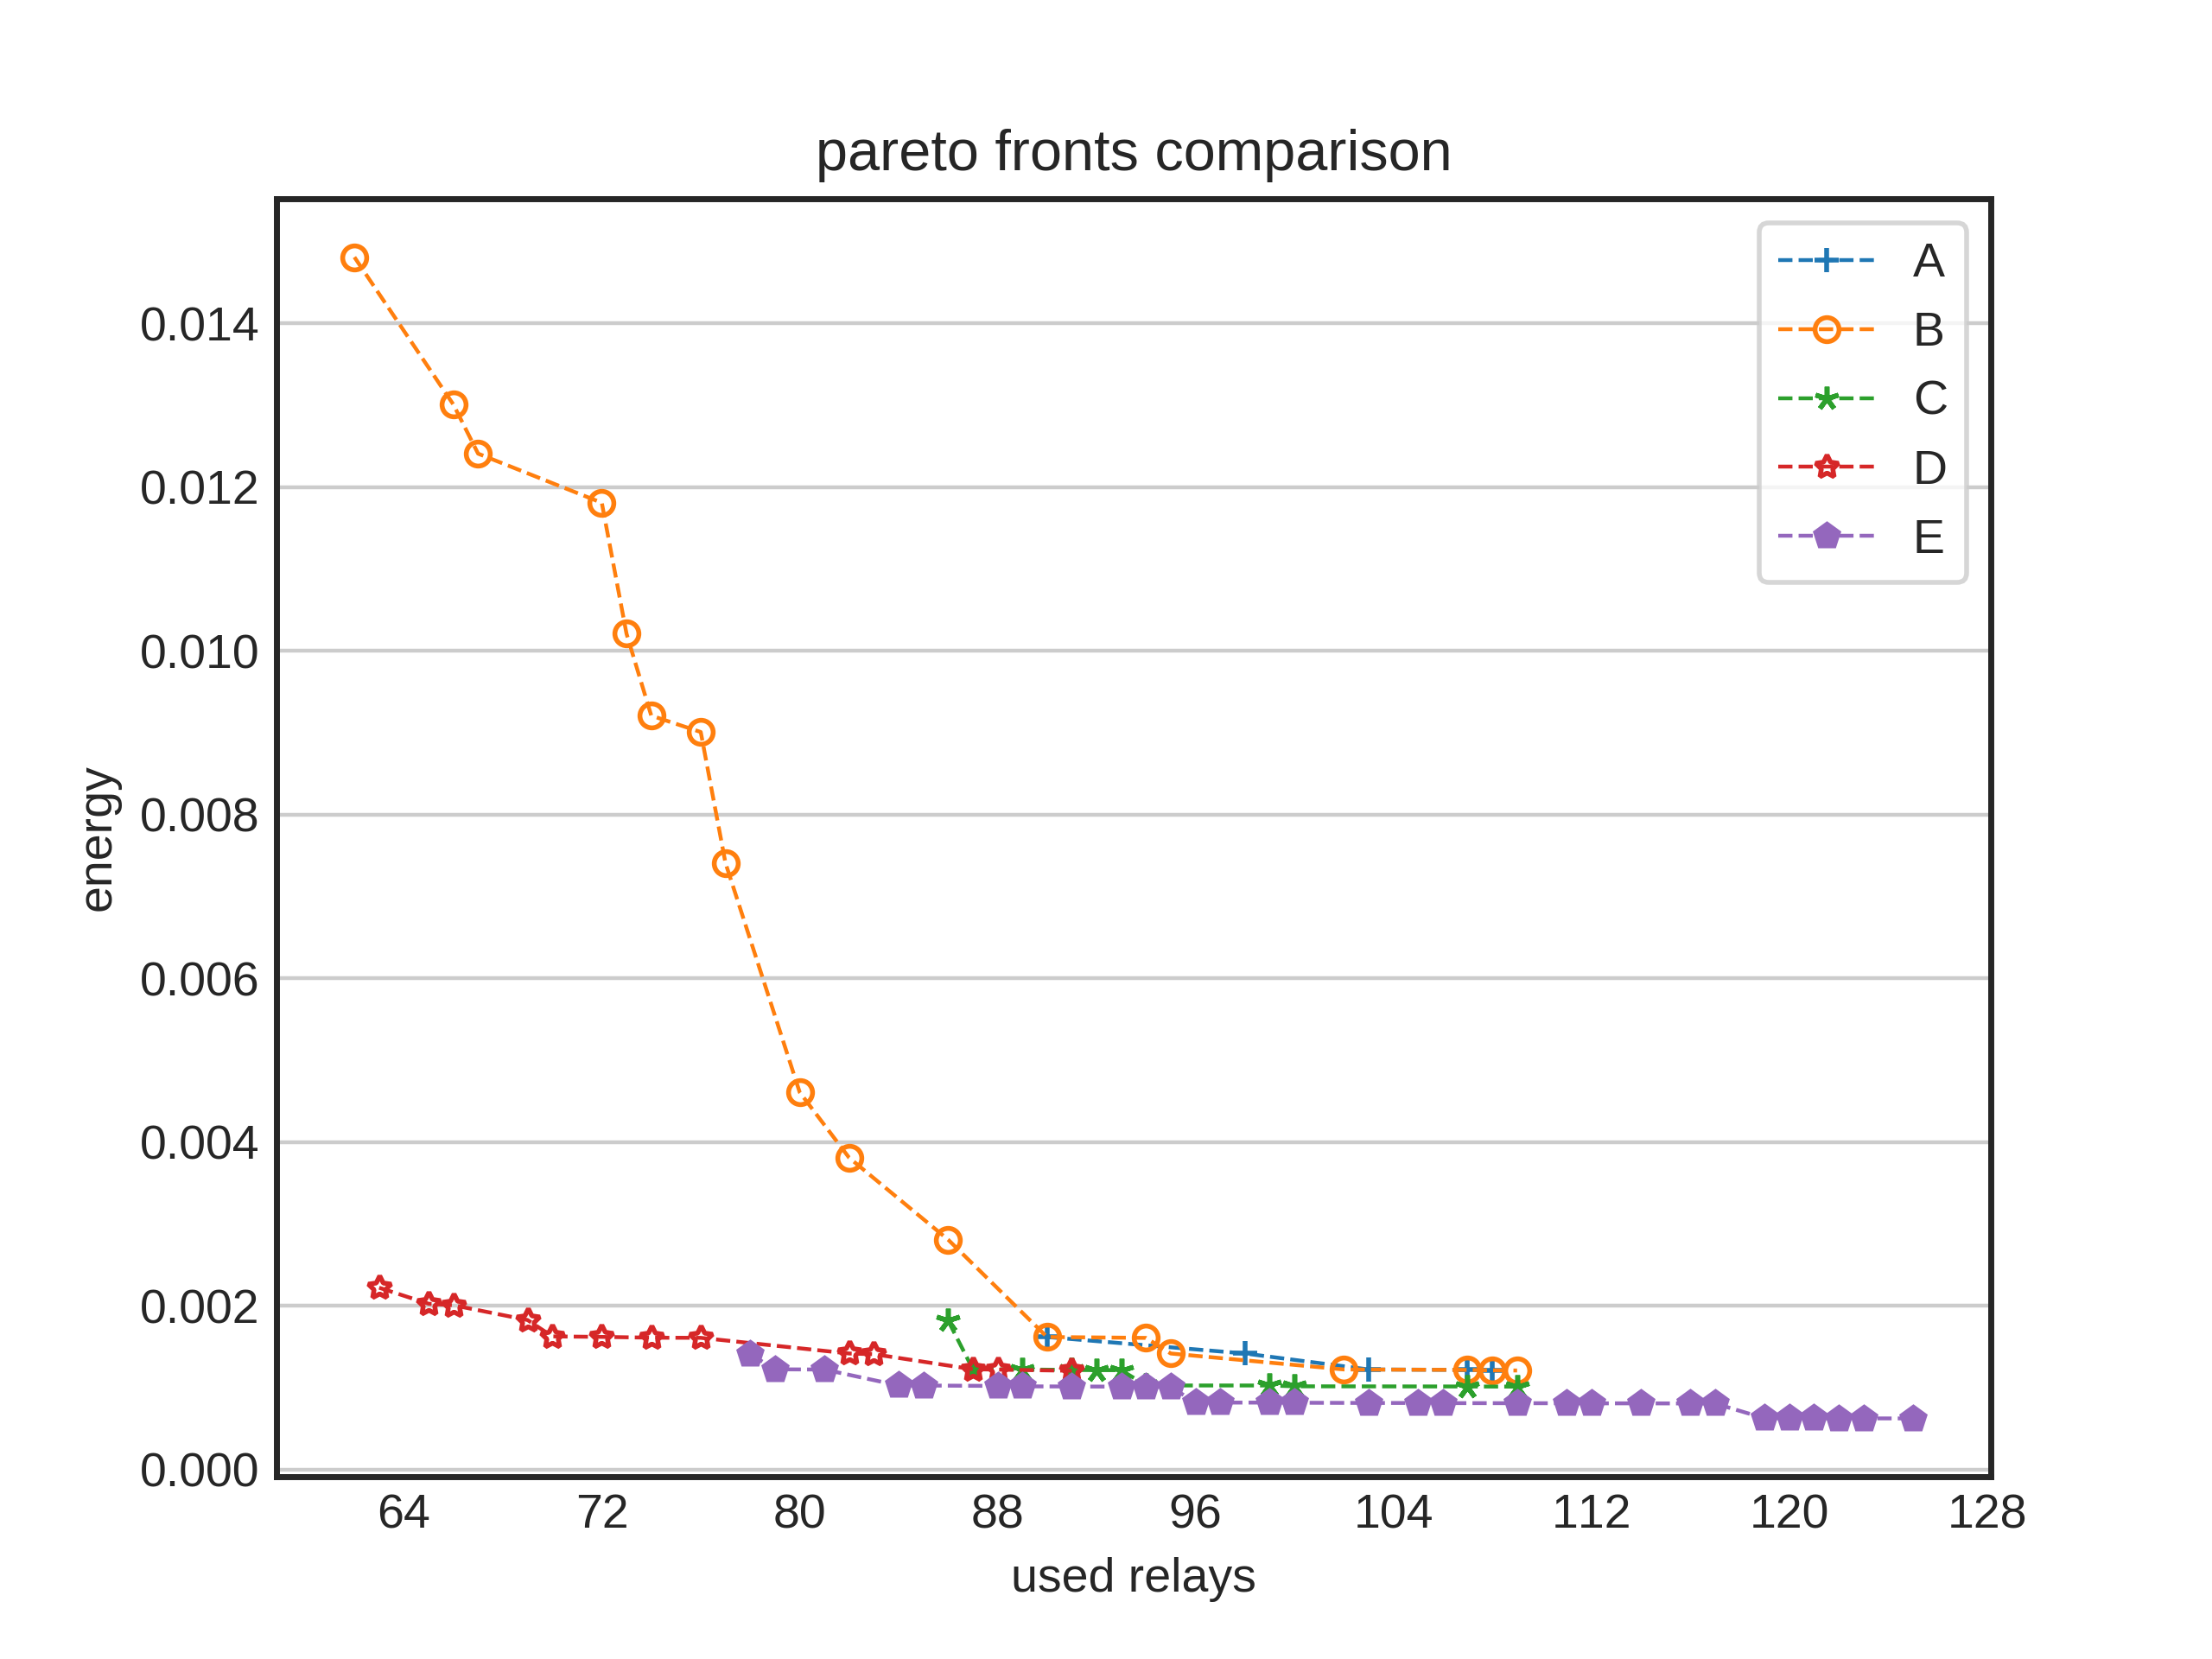 pareto fronts comparison
A
B
C
D
E
0.014
0.012
0.010
0.008
0.006
0.004
0.002
0.000
energy
64 72 80 88 96 104 112 120 128
used relays